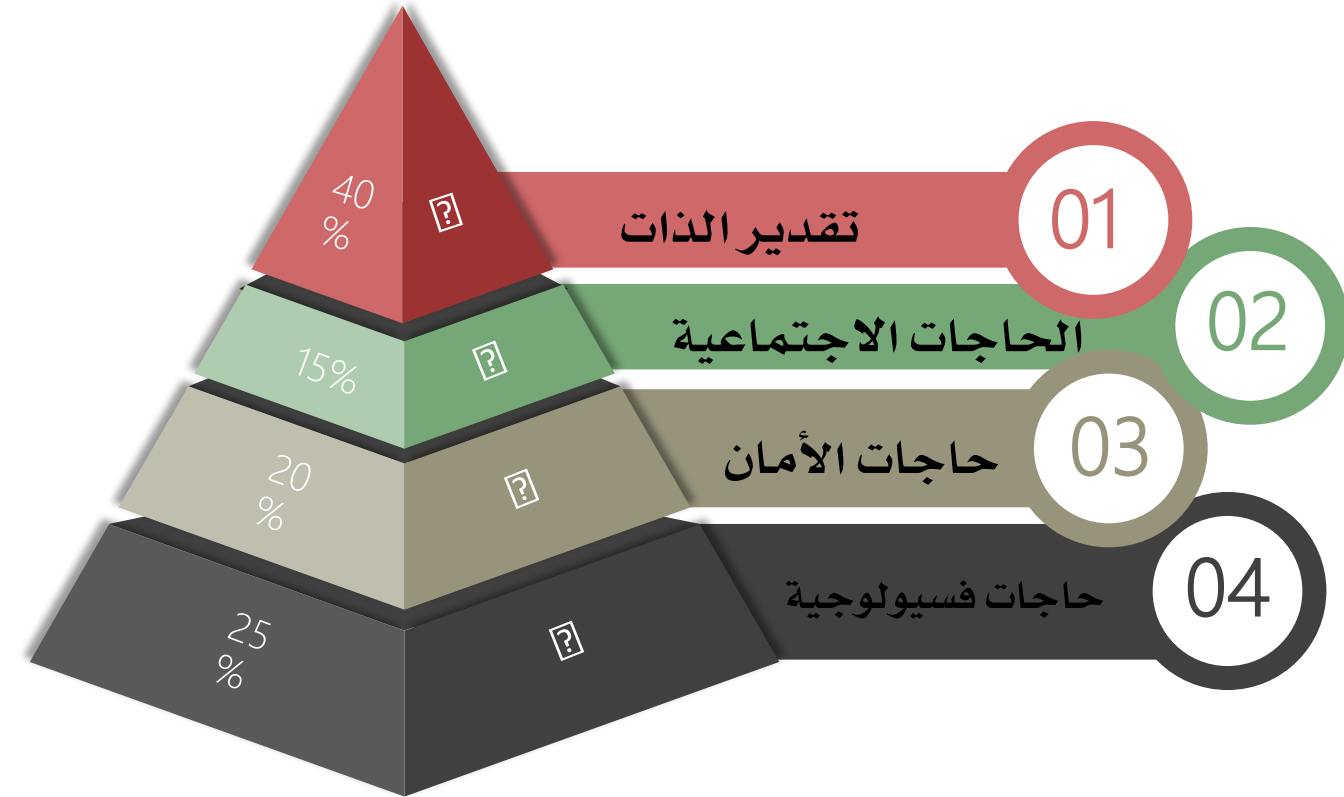 40
%
تقدير الذات
01
15%
الحاجات الاجتماعية
02
20
%
حاجات الأمان
03
25
%
حاجات فسيولوجية
04